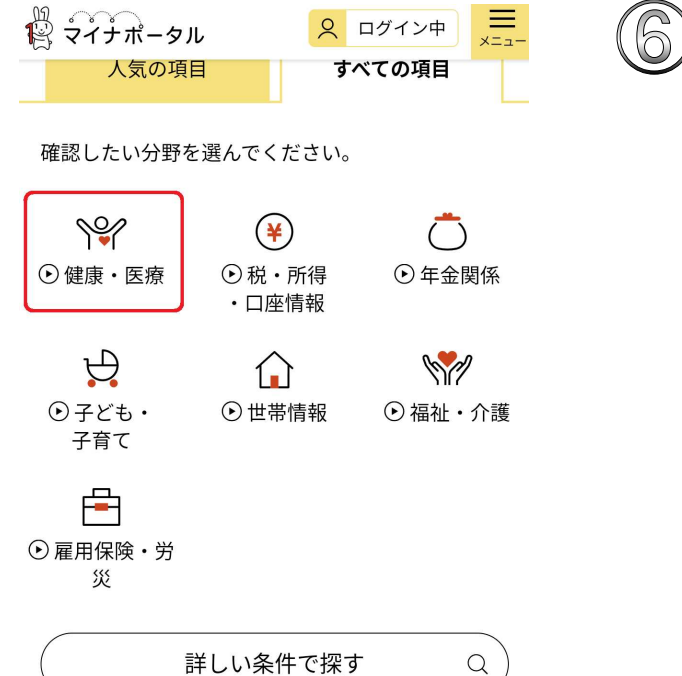 マイナポータル
ログイン中
メニュー
⑥
人気の項目
すべての項目
確認したい分野を選んでください。
健康・医療
税・所得
・口座情報
年金関係
子ども・
子育て
世帯情報
福祉・介護
雇用保険・労
災
詳しい条件で探す